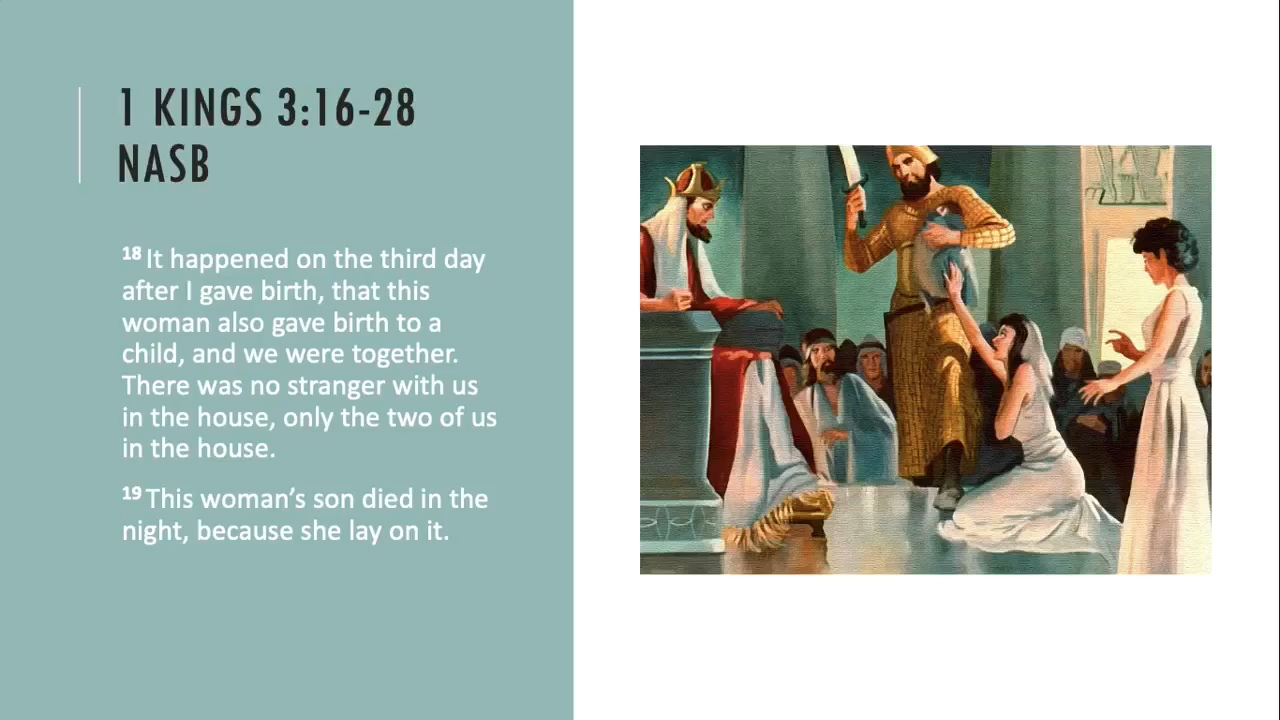 1 KINGS 3:16-28
NASB
18 It happened on the third day
after I gave birth, that this
woman also gave birth to a
child, and we were together.
There was no stranger with us
in the house, only the two of us
in the house.
19 This woman’s son died in the
night, because she lay on it.